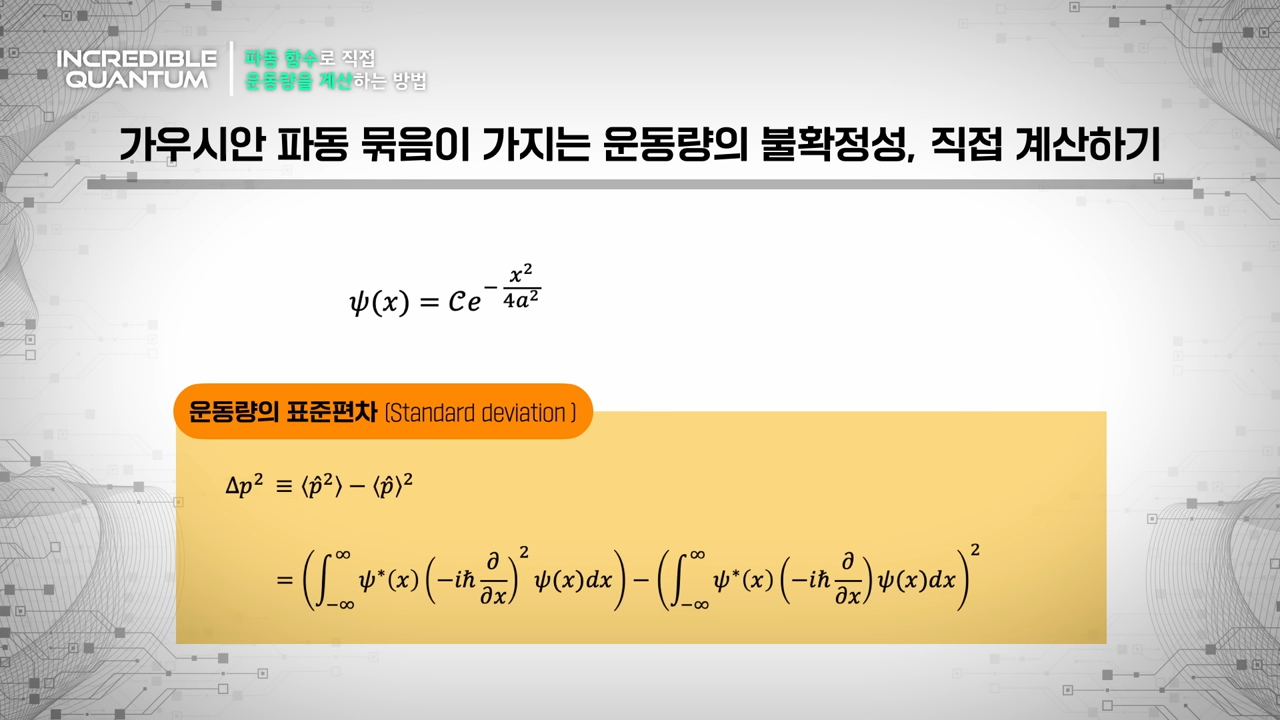 INCREDIBLE
QUANTUM
파동 함수로 직접
운동량을 계산하는 방법
가우시안 파동 묶음이 가지는 운동량의 불확정성, 직접 계산하기
ψ(x) = 𝒞e^{−x²/4a²}
운동량의 표준편차 (Standard deviation )
Δp² ≡ ⟨p̂²⟩ − ⟨p̂⟩²
= (∫_{−∞}^{∞} ψ*(x) (−iħ ∂/∂x)² ψ(x)dx) − (∫_{−∞}^{∞} ψ*(x) (−iħ ∂/∂x) ψ(x)dx)²